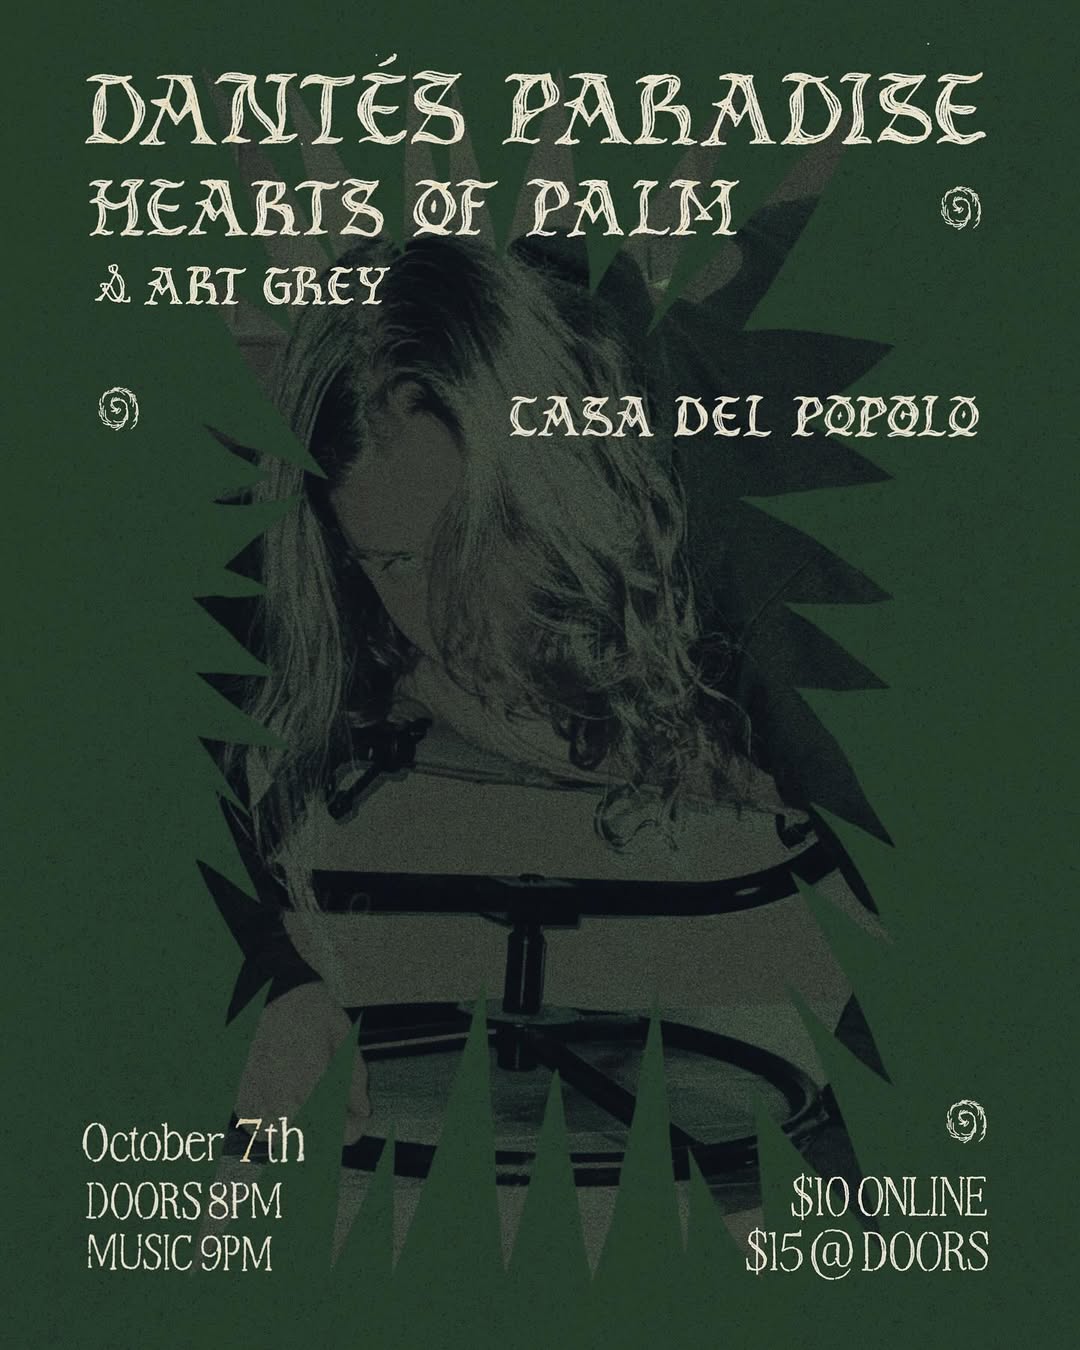 DANTÉS PARADISE
HEARTS OF PALM
& ART GREY
CASA DEL POPOLO
October 7th
DOORS 8PM
MUSIC 9PM
$10 ONLINE
$15 @ DOORS